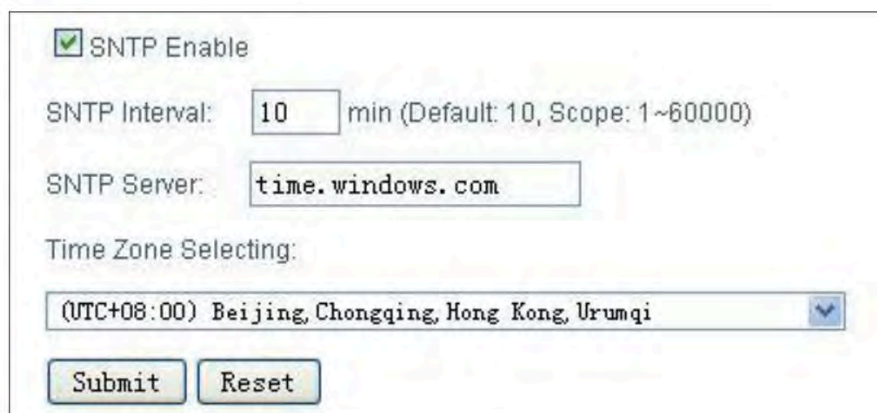 SNTP Enable
SNTP Interval: 10 min (Default: 10, Scope: 1~60000)
SNTP Server: time.windows.com
Time Zone Selecting:
(UTC+08:00) Beijing,Chongqing,Hong Kong,Urumqi
Submit Reset